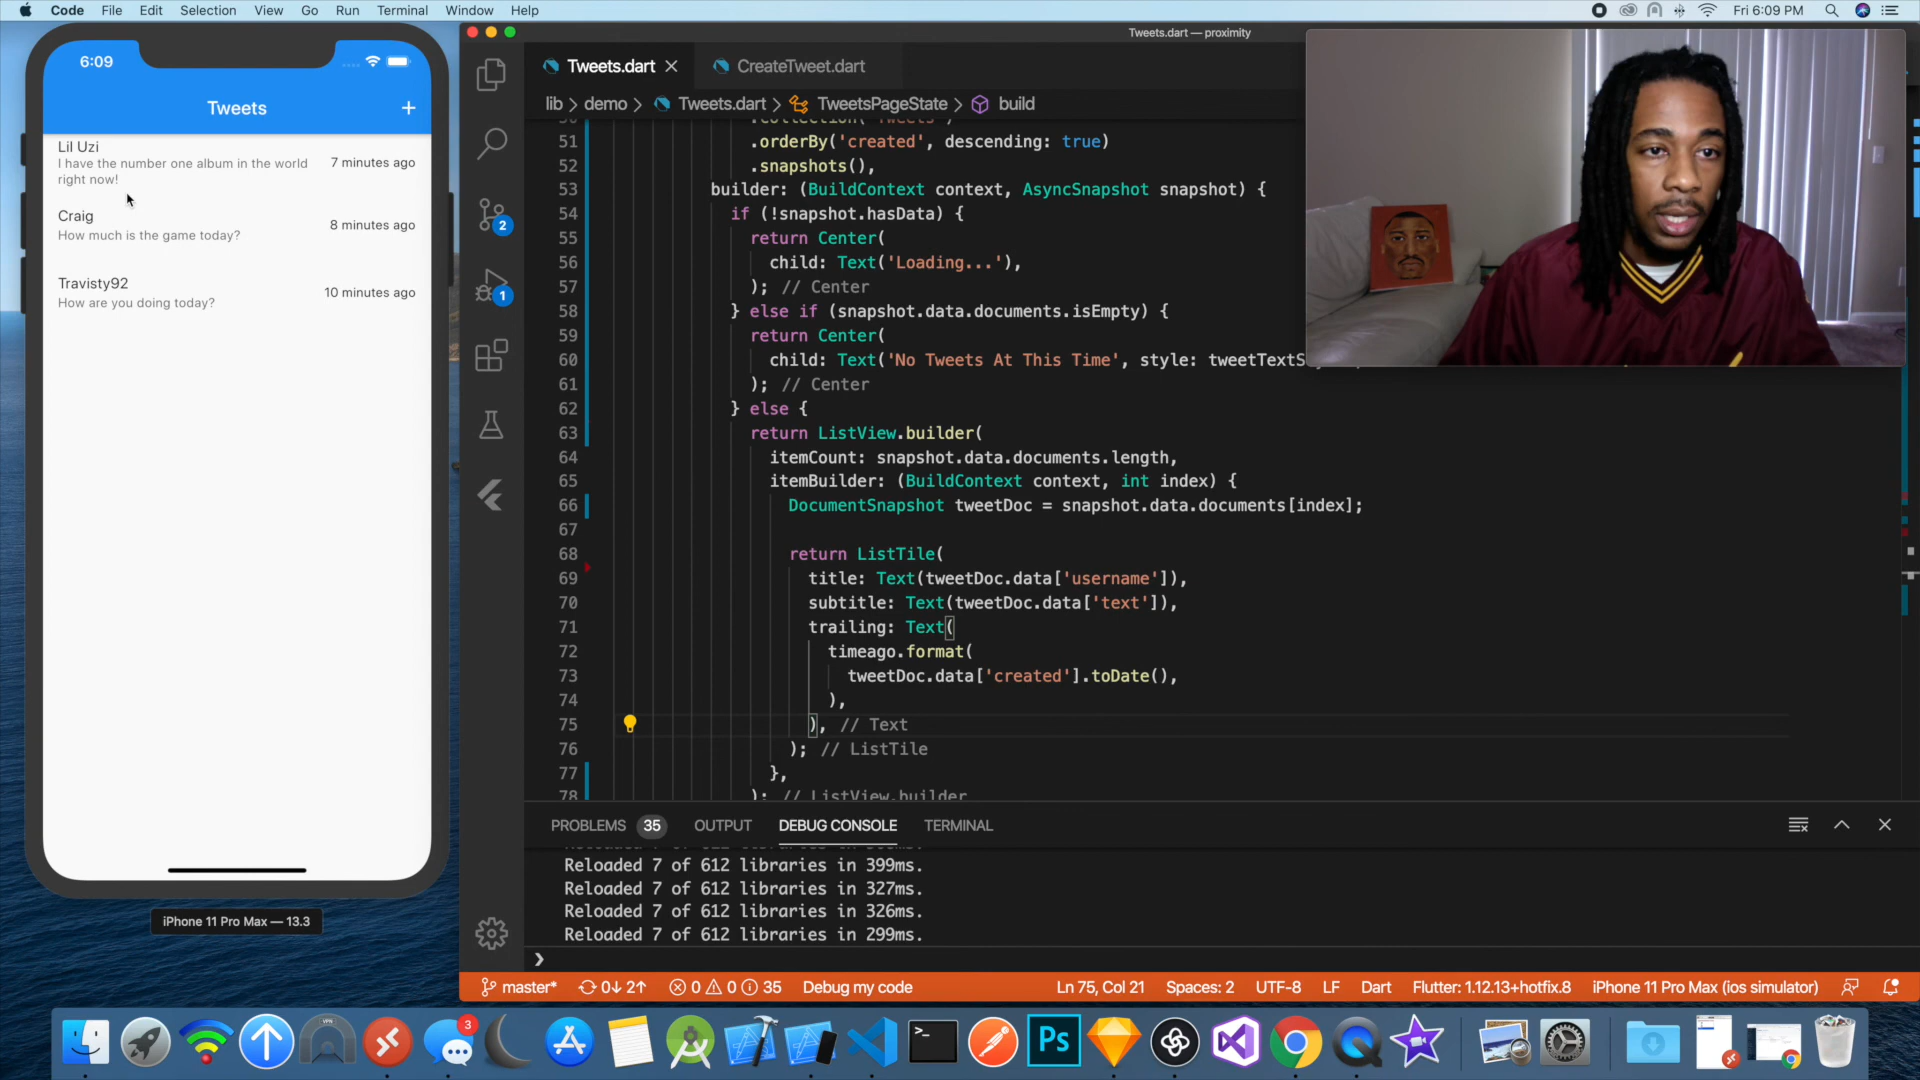 Code File Edit Selection View Go Run Terminal Window Help
Fri 6:09 PM
6:09
Tweets +
Lil Uzi
I have the number one album in the world
right now!
7 minutes ago
Craig
How much is the game today?
8 minutes ago
Travisty92
How are you doing today?
10 minutes ago
iPhone 11 Pro Max — 13.3
Tweets.dart — proximity
Tweets.dart CreateTweet.dart
lib > demo > Tweets.dart > TweetsPageState > build
2
1
50 .collection('Tweets')
51 .orderBy('created', descending: true)
52 .snapshots(),
53 builder: (BuildContext context, AsyncSnapshot snapshot) {
54 if (!snapshot.hasData) {
55 return Center(
56 child: Text('Loading...'),
57 ); // Center
58 } else if (snapshot.data.documents.isEmpty) {
59 return Center(
60 child: Text('No Tweets At This Time', style:
61 ); // Center
62 } else {
63 return ListView.builder(
64 itemCount: snapshot.data.documents.length,
65 itemBuilder: (BuildContext context, int index) {
66 DocumentSnapshot tweetDoc = snapshot.data.documents[index];
67
68 return ListTile(
69 title: Text(tweetDoc.data['username']),
70 subtitle: Text(tweetDoc.data['text']),
71 trailing: Text(
72 timeago.format(
73 tweetDoc.data['created'].toDate(),
74 ),
75 ), // Text
76 ); // ListTile
77 },
78 ); // ListView.builder
PROBLEMS 35 OUTPUT DEBUG CONSOLE TERMINAL
Reloaded 7 of 612 libraries in 399ms.
Reloaded 7 of 612 libraries in 327ms.
Reloaded 7 of 612 libraries in 326ms.
Reloaded 7 of 612 libraries in 299ms.
master* 0↓ 2↑ 0 0 35 Debug my code Ln 75, Col 21 Spaces: 2 UTF-8 LF Dart Flutter: 1.12.13+hotfix.8 iPhone 11 Pro Max (ios simulator)
VPN
3
Ps